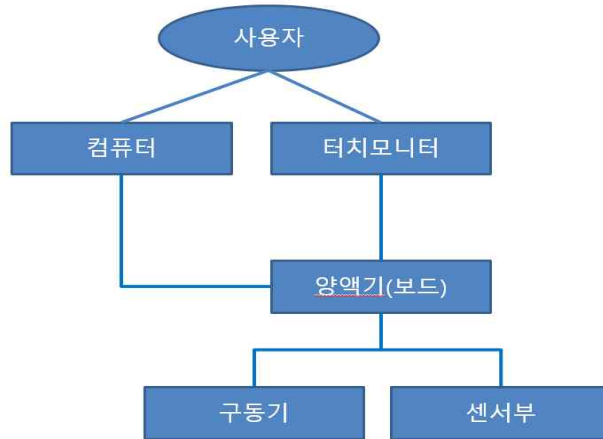 사용자
컴퓨터
터치모니터
양액기(보드)
구동기
센서부